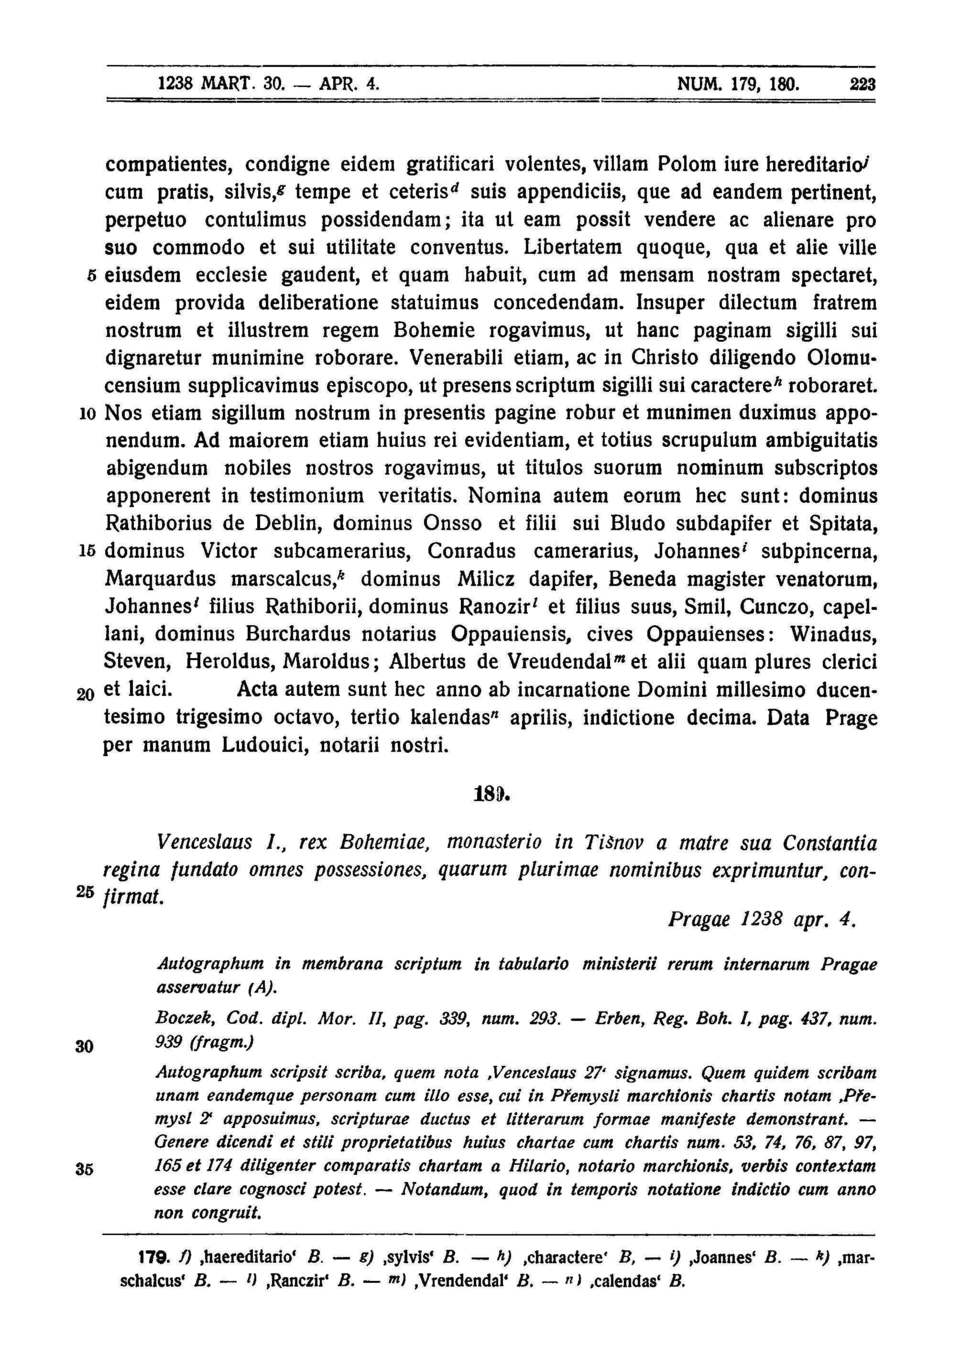 1238 MART. 30. — APR. 4. NUM. 179, 180. 223
compatientes, condigne eidem gratificari volentes, villam Polom iure hereditario f
cum pratis, silvis,g tempe et ceteris d suis appendiciis, que ad eandem pertinent,
perpetuo contulimus possidendam; ita ut eam possit vendere ac alienare pro
suo commodo et sui utilitate conventus. Libertatem quoque, qua et alie ville
5 eiusdem ecclesie gaudent, et quam habuit, cum ad mensam nostram spectaret,
eidem provida deliberatione statuimus concedendam. Insuper dilectum fratrem
nostrum et illustrem regem Bohemie rogavimus, ut hanc paginam sigilli sui
dignaretur munimine roborare. Venerabili etiam, ac in Christo diligendo Olomu-
censium supplicavimus episcopo, ut presens scriptum sigilli sui caractere h roboraret.
10 Nos etiam sigillum nostrum in presentis pagine robur et munimen duximus appo-
nendum. Ad maiorem etiam huius rei evidentiam, et totius scrupulum ambiguitatis
abigendum nobiles nostros rogavimus, ut titulos suorum nominum subscriptos
apponerent in testimonium veritatis. Nomina autem eorum hec sunt: dominus
Rathiborius de Deblin, dominus Onsso et filii sui Bludo subdapifer et Spitata,
15 dominus Victor subcamerarius, Conradus camerarius, Johannes i subpincerna,
Marquardus marscalcus,k dominus Milicz dapifer, Beneda magister venatorum,
Johannes i filius Rathiborii, dominus Ranozir l et filius suus, Smil, Cunczo, capel-
lani, dominus Burchardus notarius Oppauiensis, cives Oppauienses: Winadus,
Steven, Heroldus, Maroldus; Albertus de Vreudendal m et alii quam plures clerici
20 et laici. Acta autem sunt hec anno ab incarnatione Domini millesimo ducen-
tesimo trigesimo octavo, tertio kalendas n aprilis, indictione decima. Data Prage
per manum Ludouici, notarii nostri.
180.
Venceslaus I., rex Bohemiae, monasterio in Tišnov a matre sua Constantia
regina fundato omnes possessiones, quarum plurimae nominibus exprimuntur, con-
25 firmat.
Pragae 1238 apr. 4.
Autographum in membrana scriptum in tabulario ministerii rerum internarum Pragae
asservatur (A).
Boczek, Cod. dipl. Mor. II, pag. 339, num. 293. — Erben, Reg. Boh. I, pag. 437, num.
30 939 (fragm.)
Autographum scripsit scriba, quem nota ‚Venceslaus 27‘ signamus. Quem quidem scribam
unam eandemque personam cum illo esse, cui in Přemysli marchionis chartis notam ‚Pře-
mysl 2‘ apposuimus, scripturae ductus et litterarum formae manifeste demonstrant. —
Genere dicendi et stili proprietatibus huius chartae cum chartis num. 53, 74, 76, 87, 97,
35 165 et 174 diligenter comparatis chartam a Hilario, notario marchionis, verbis contextam
esse clare cognosci potest. — Notandum, quod in temporis notatione indictio cum anno
non congruit.
179. f) ‚haereditario‘ B. — g) ‚sylvis‘ B. — h) ‚charactere‘ B, — i) ‚Joannes‘ B. — k) ‚mar-
schalcus‘ B. — l) ‚Ranczir‘ B. — m) ‚Vrendendal‘ B. — n) ‚calendas‘ B.